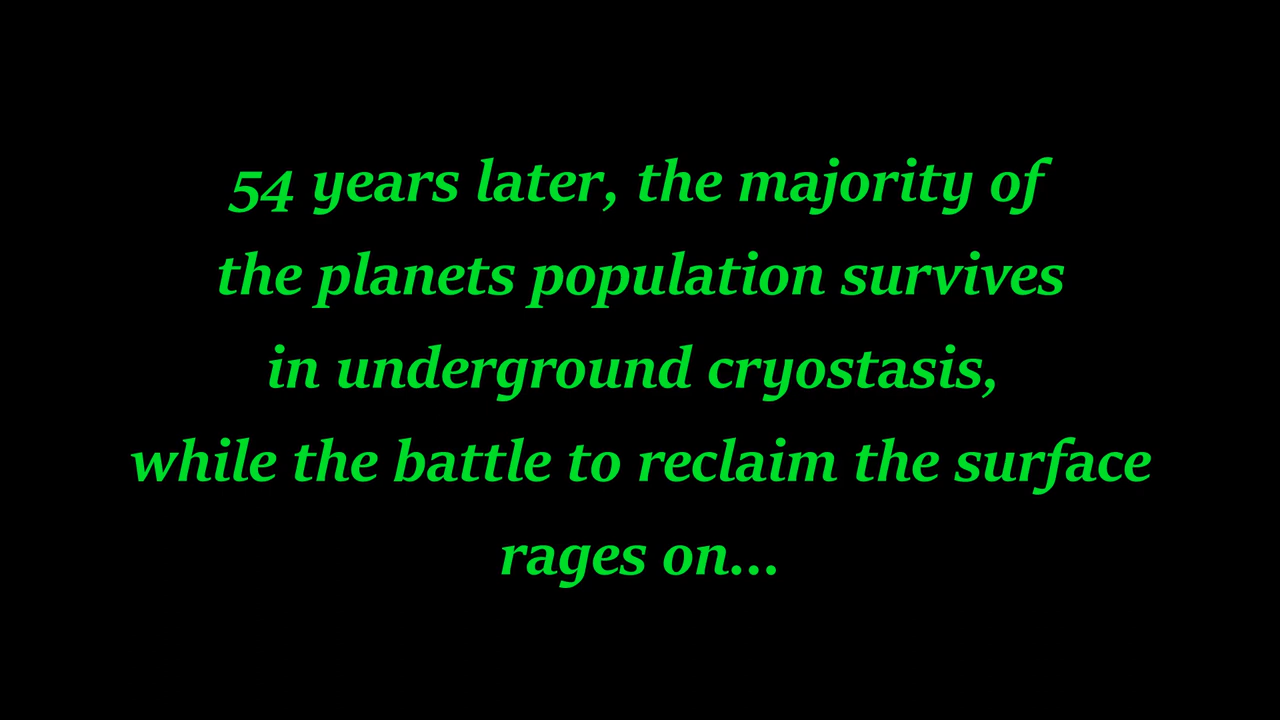 54 years later, the majority of
the planets population survives
in underground cryostasis,
while the battle to reclaim the surface
rages on...